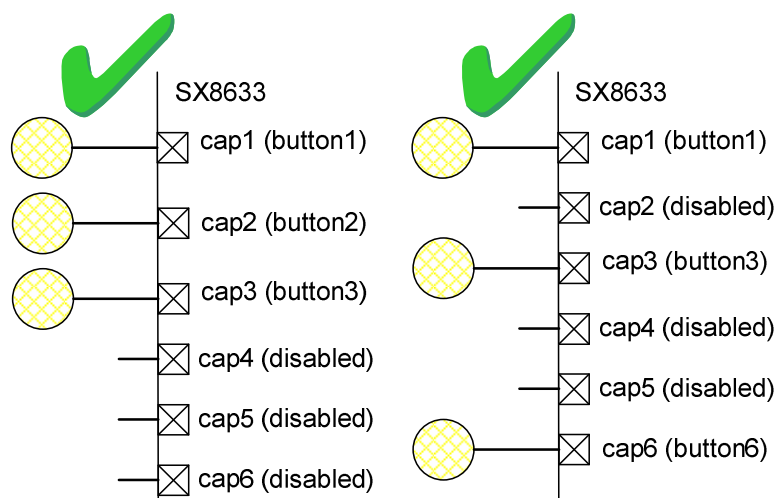 SX8633
cap1 (button1)
cap2 (button2)
cap3 (button3)
cap4 (disabled)
cap5 (disabled)
cap6 (disabled)
SX8633
cap1 (button1)
cap2 (disabled)
cap3 (button3)
cap4 (disabled)
cap5 (disabled)
cap6 (button6)